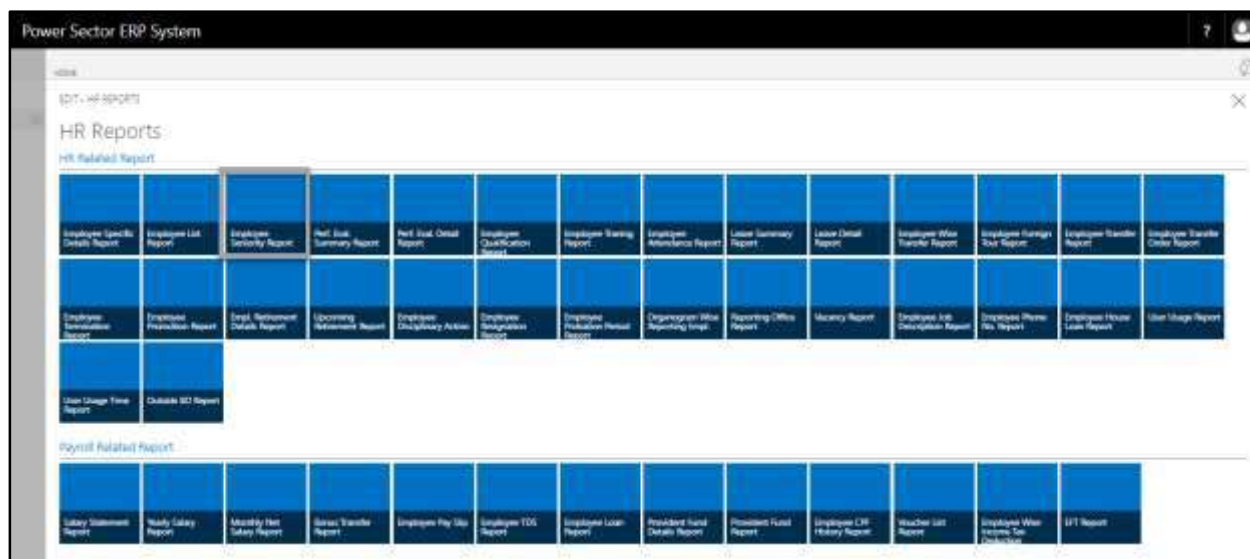 Power Sector ERP System ?
HOME
EDIT - HR REPORTS
HR Reports
HR Related Report
Employee Specific
Details Report
Employee List
Report
Employee
Seniority Report
Perf. Eval.
Summary Report
Perf. Eval. Detail
Report
Employee
Qualification
Report
Employee Traning
Report
Employee
Attendance Report
Leave Summary
Report
Leave Detail
Report
Employee Wise
Transfer Report
Employee Foreign
Tour Report
Employee Transfer
Report
Employee Transfer
Order Report
Employee
Termination
Report
Employee
Promotion Report
Empl. Retirement
Details Report
Upcoming
Retirement Report
Employee
Disciplinary Action
Employee
Resignation
Report
Employee
Probation Period
Report
Organogram Wise
Reporting Empl.
Reporting Office
Report
Vacancy Report
Employee Job
Description Report
Employee Phone
No. Report
Employee House
Loan Report
User Usage Report
User Usage Time
Report
Outside BD Report
Payroll Related Report
Salary Statement
Report
Yearly Salary
Report
Monthly Net
Salary Report
Bonus Transfer
Report
Employee Pay Slip
Employee TDS
Report
Employee Loan
Report
Provident Fund
Details Report
Provident Fund
Report
Employee CPF
History Report
Voucher List
Report
Employee Wise
Income Tax
Deduction
EFT Report